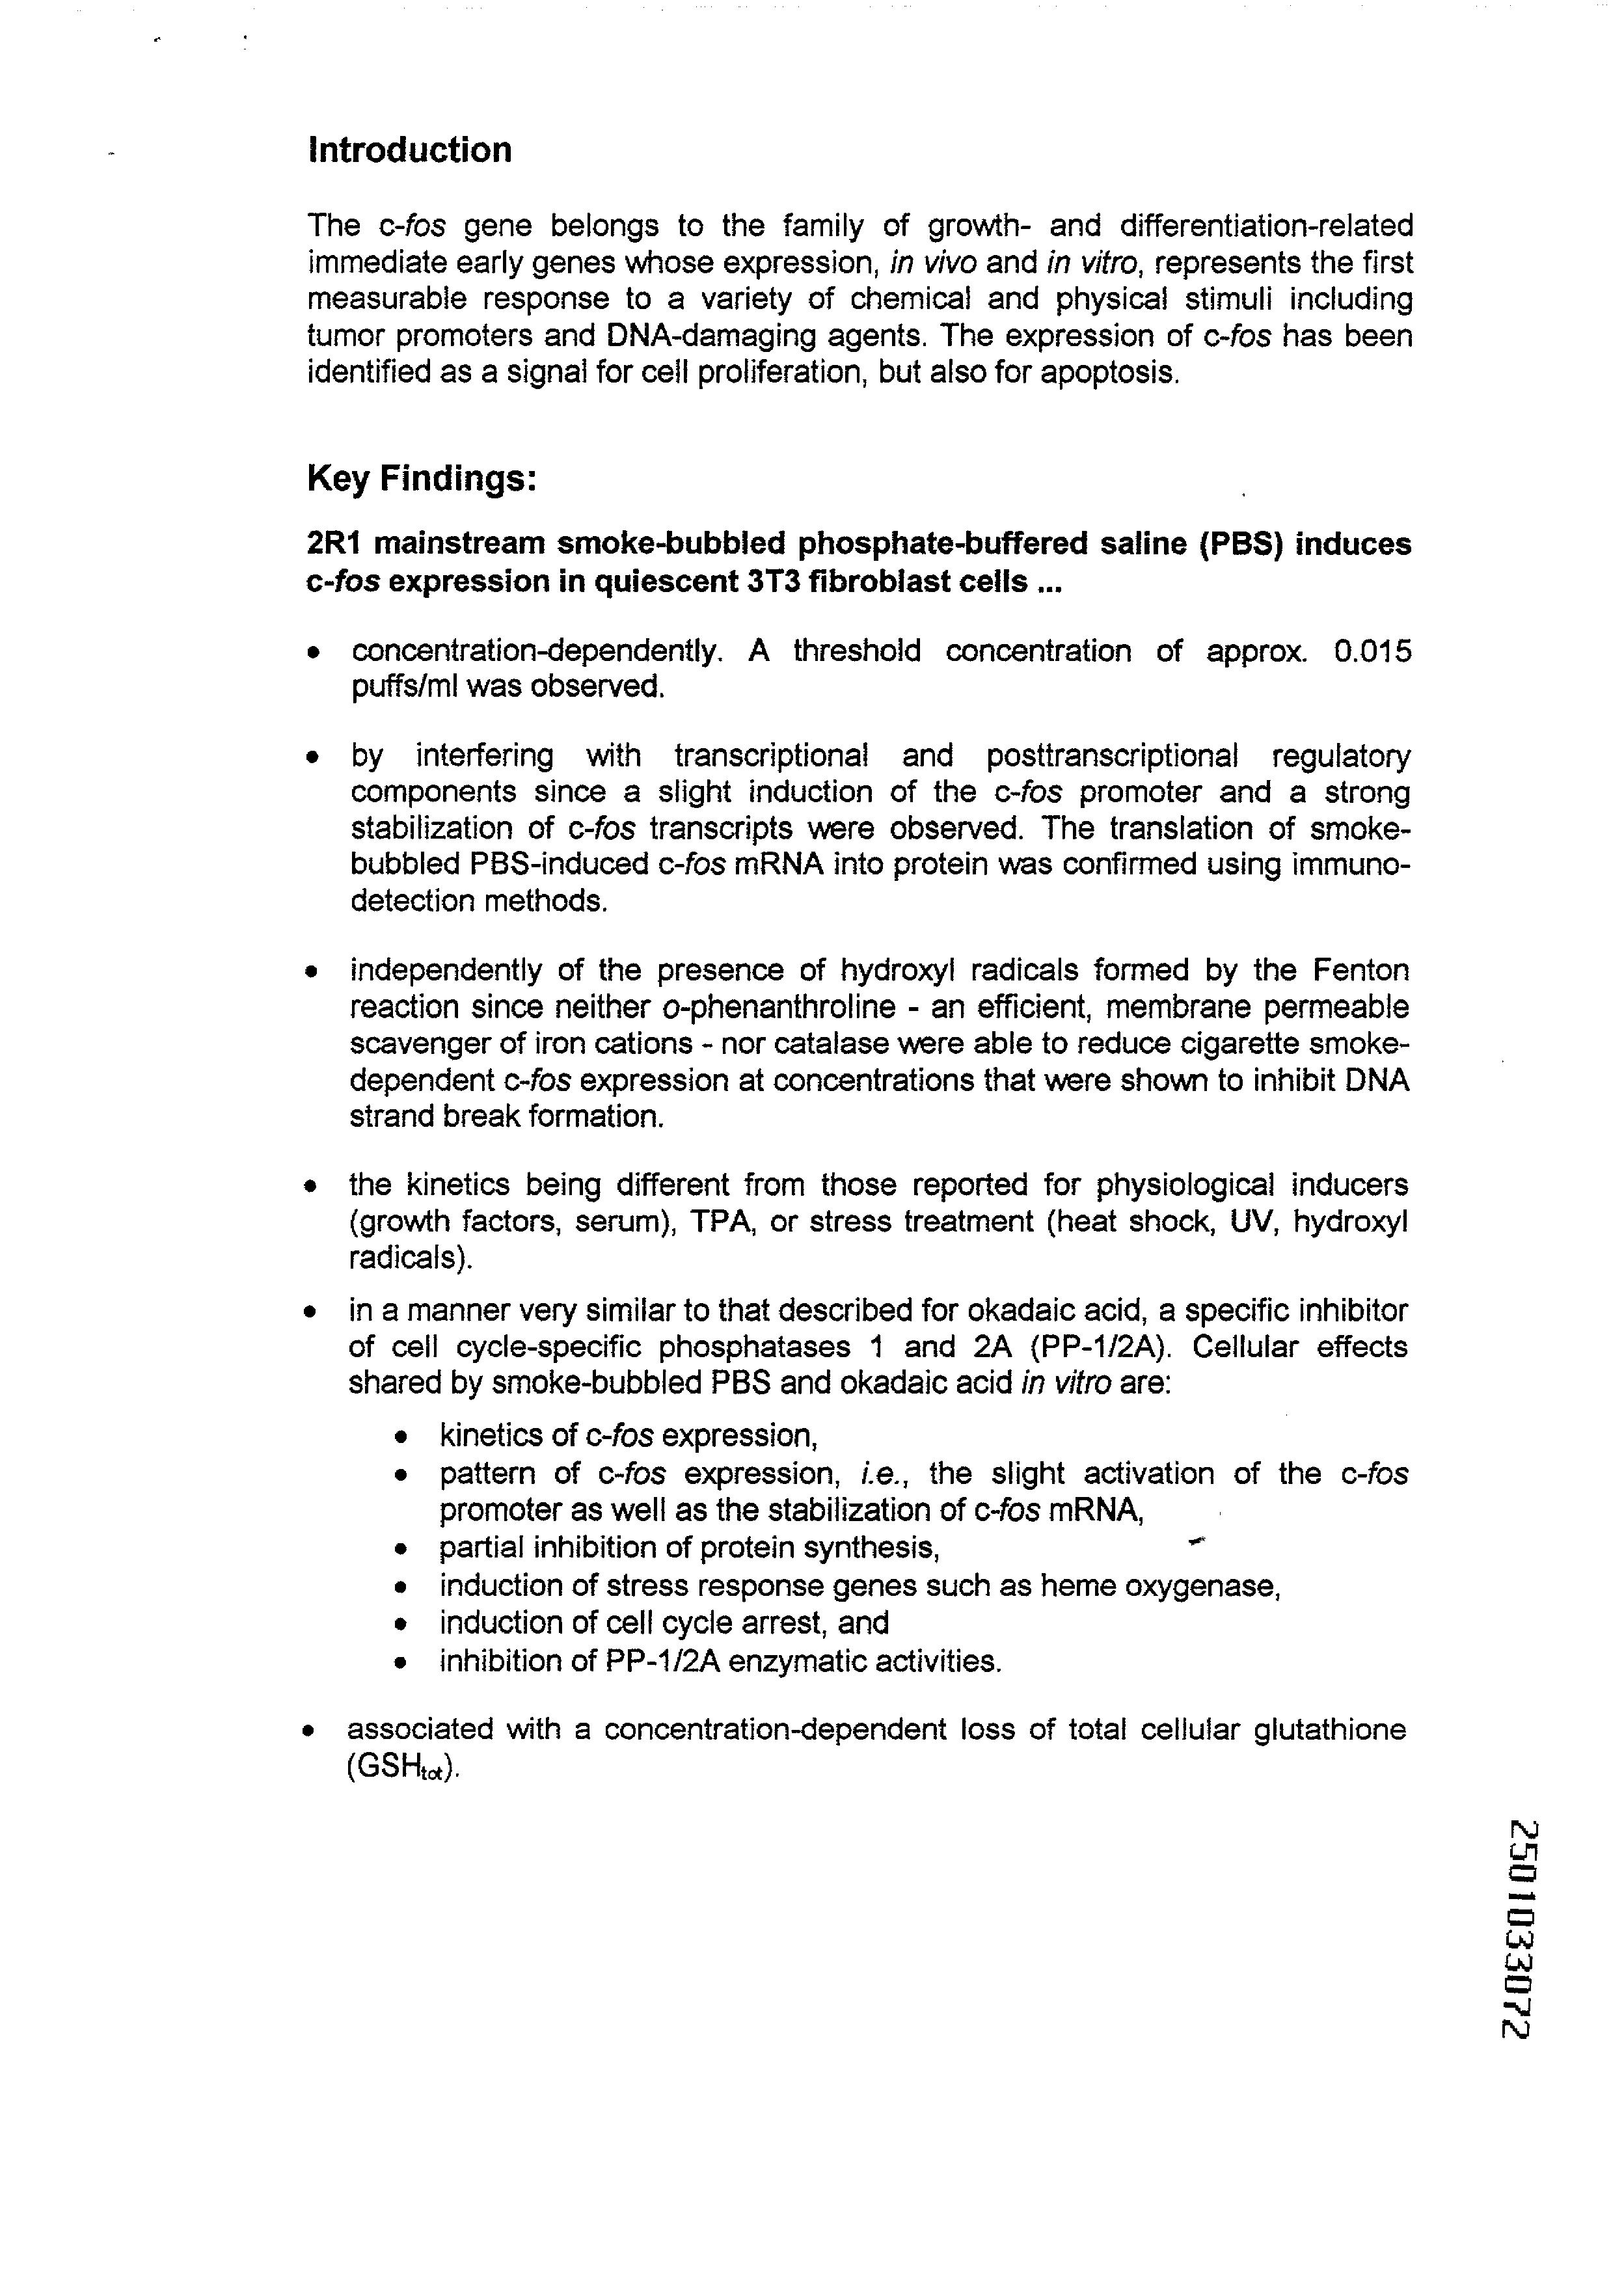 Introduction
The c-fos gene belongs to the family of growth- and differentiation-related
immediate early genes whose expression, in vivo and in vitro, represents the first
measurable response to a variety of chemical and physical stimuli including
tumor promoters and DNA-damaging agents. The expression of c-fos has been
identified as a signal for cell proliferation, but also for apoptosis.
Key Findings:
2R1 mainstream smoke-bubbled phosphate-buffered saline (PBS) induces
c-fos expression in quiescent 3T3 fibroblast cells ...
• concentration-dependently. A threshold concentration of approx. 0.015
puffs/ml was observed.
• by interfering with transcriptional and posttranscriptional regulatory
components since a slight induction of the c-fos promoter and a strong
stabilization of c-fos transcripts were observed. The translation of smoke-
bubbled PBS-induced c-fos mRNA into protein was confirmed using immuno-
detection methods.
• independently of the presence of hydroxyl radicals formed by the Fenton
reaction since neither o-phenanthroline - an efficient, membrane permeable
scavenger of iron cations - nor catalase were able to reduce cigarette smoke-
dependent c-fos expression at concentrations that were shown to inhibit DNA
strand break formation.
• the kinetics being different from those reported for physiological inducers
(growth factors, serum), TPA, or stress treatment (heat shock, UV, hydroxyl
radicals).
• in a manner very similar to that described for okadaic acid, a specific inhibitor
of cell cycle-specific phosphatases 1 and 2A (PP-1/2A). Cellular effects
shared by smoke-bubbled PBS and okadaic acid in vitro are:
• kinetics of c-fos expression,
• pattern of c-fos expression, i.e., the slight activation of the c-fos
promoter as well as the stabilization of c-fos mRNA,
• partial inhibition of protein synthesis,
• induction of stress response genes such as heme oxygenase,
• induction of cell cycle arrest, and
• inhibition of PP-1/2A enzymatic activities.
• associated with a concentration-dependent loss of total cellular glutathione
(GSHtot).
2501033072